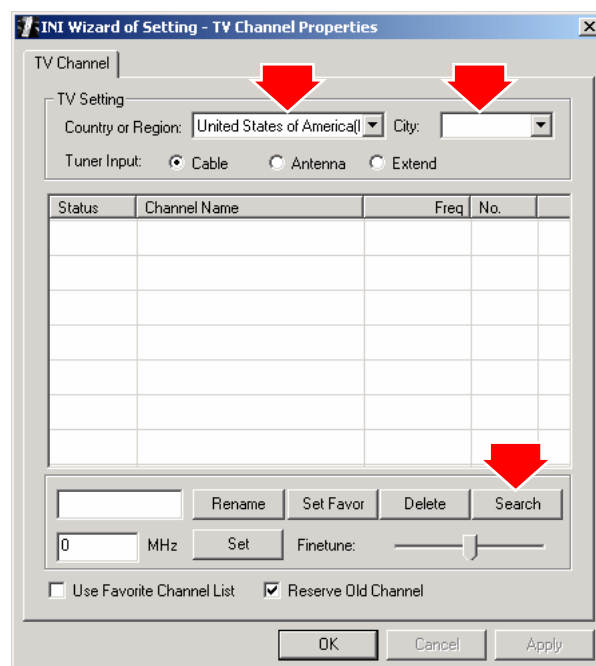 INI Wizard of Setting - TV Channel Properties
TV Channel
TV Setting
Country or Region: United States of America(I City:
Tuner Input: Cable Antenna Extend
Status Channel Name Freq No.
Rename Set Favor Delete Search
0 MHz Set Finetune:
Use Favorite Channel List Reserve Old Channel
OK Cancel Apply